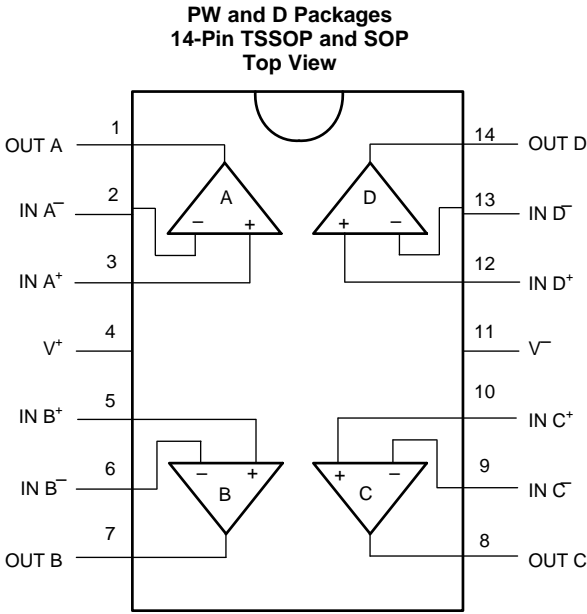 PW and D Packages
14-Pin TSSOP and SOP
Top View
1
OUT A
14
OUT D
A
D
2
IN A–
13
IN D–
– +
+ –
3
IN A+
12
IN D+
4
V+
11
V–
5
IN B+
10
IN C+
6
IN B–
9
IN C–
– +
+ –
B
C
7
OUT B
8
OUT C